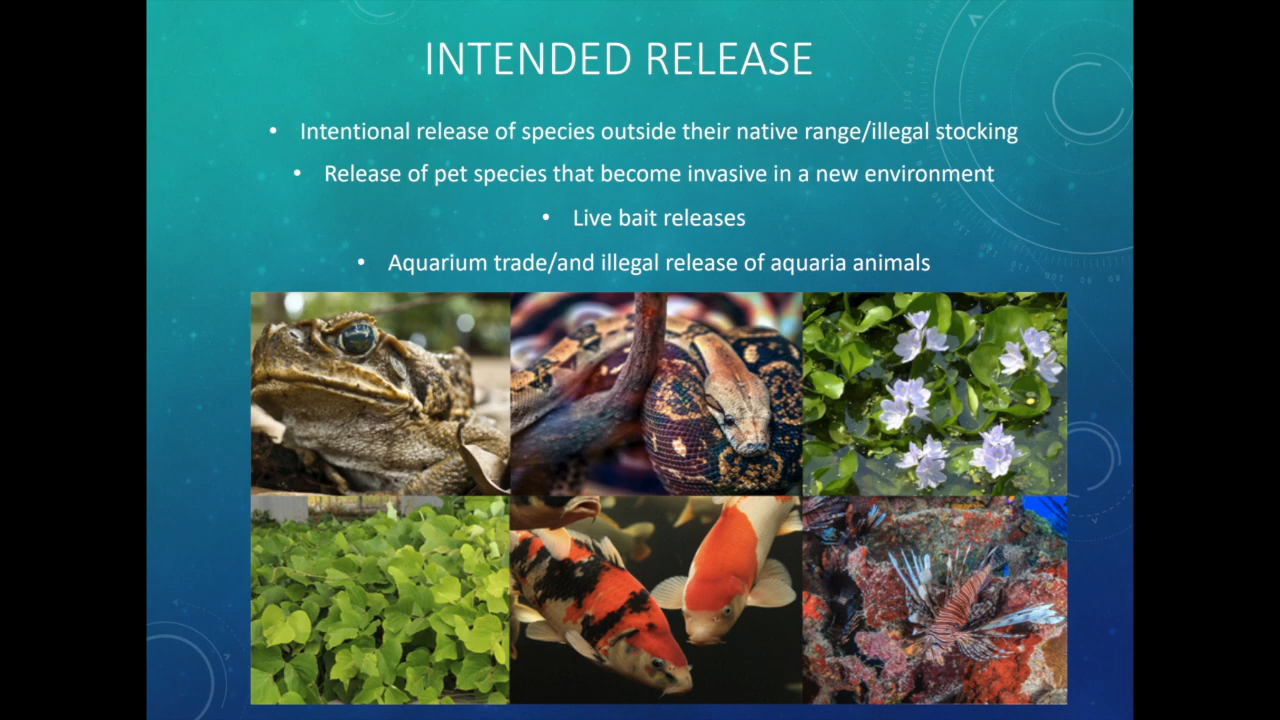 INTENDED RELEASE
• Intentional release of species outside their native range/illegal stocking
• Release of pet species that become invasive in a new environment
• Live bait releases
• Aquarium trade/and illegal release of aquaria animals